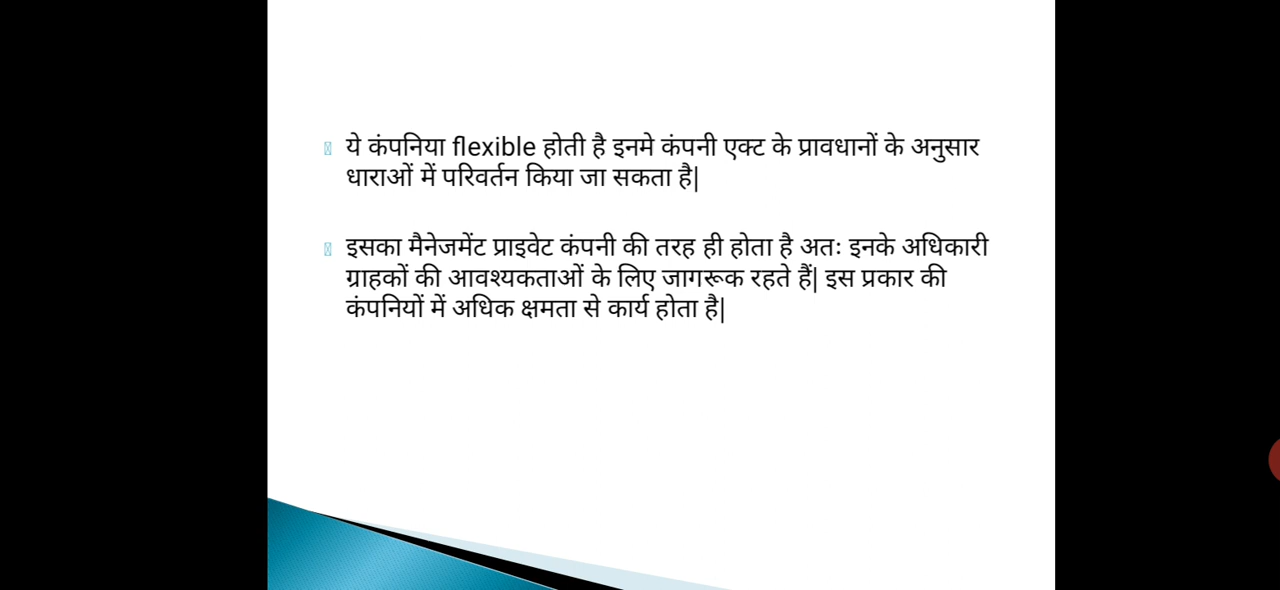 ये कंपनिया flexible होती है इनमे कंपनी एक्ट के प्रावधानों के अनुसार
धाराओं में परिवर्तन किया जा सकता है|
इसका मैनेजमेंट प्राइवेट कंपनी की तरह ही होता है अतः इनके अधिकारी
ग्राहकों की आवश्यकताओं के लिए जागरूक रहते हैं| इस प्रकार की
कंपनियों में अधिक क्षमता से कार्य होता है|